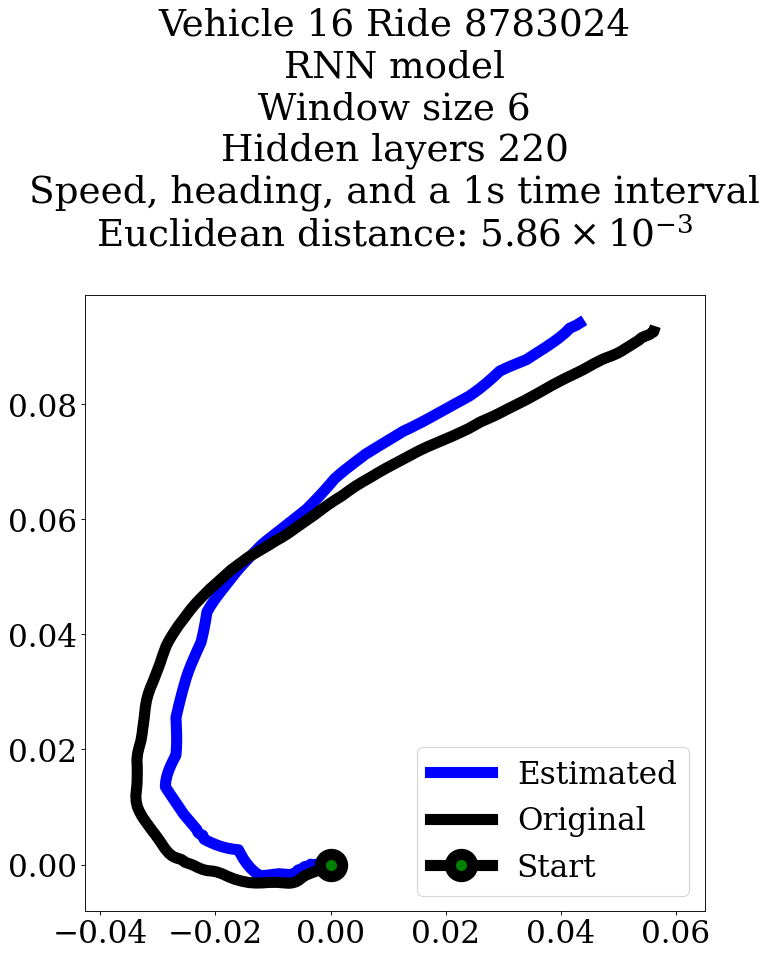 Vehicle 16 Ride 8783024
RNN model
Window size 6
Hidden layers 220
Speed, heading, and a 1s time interval
Euclidean distance: 5.86 × 10⁻³
0.08
0.06
0.04
0.02
0.00
−0.04 −0.02 0.00 0.02 0.04 0.06
Estimated
Original
Start